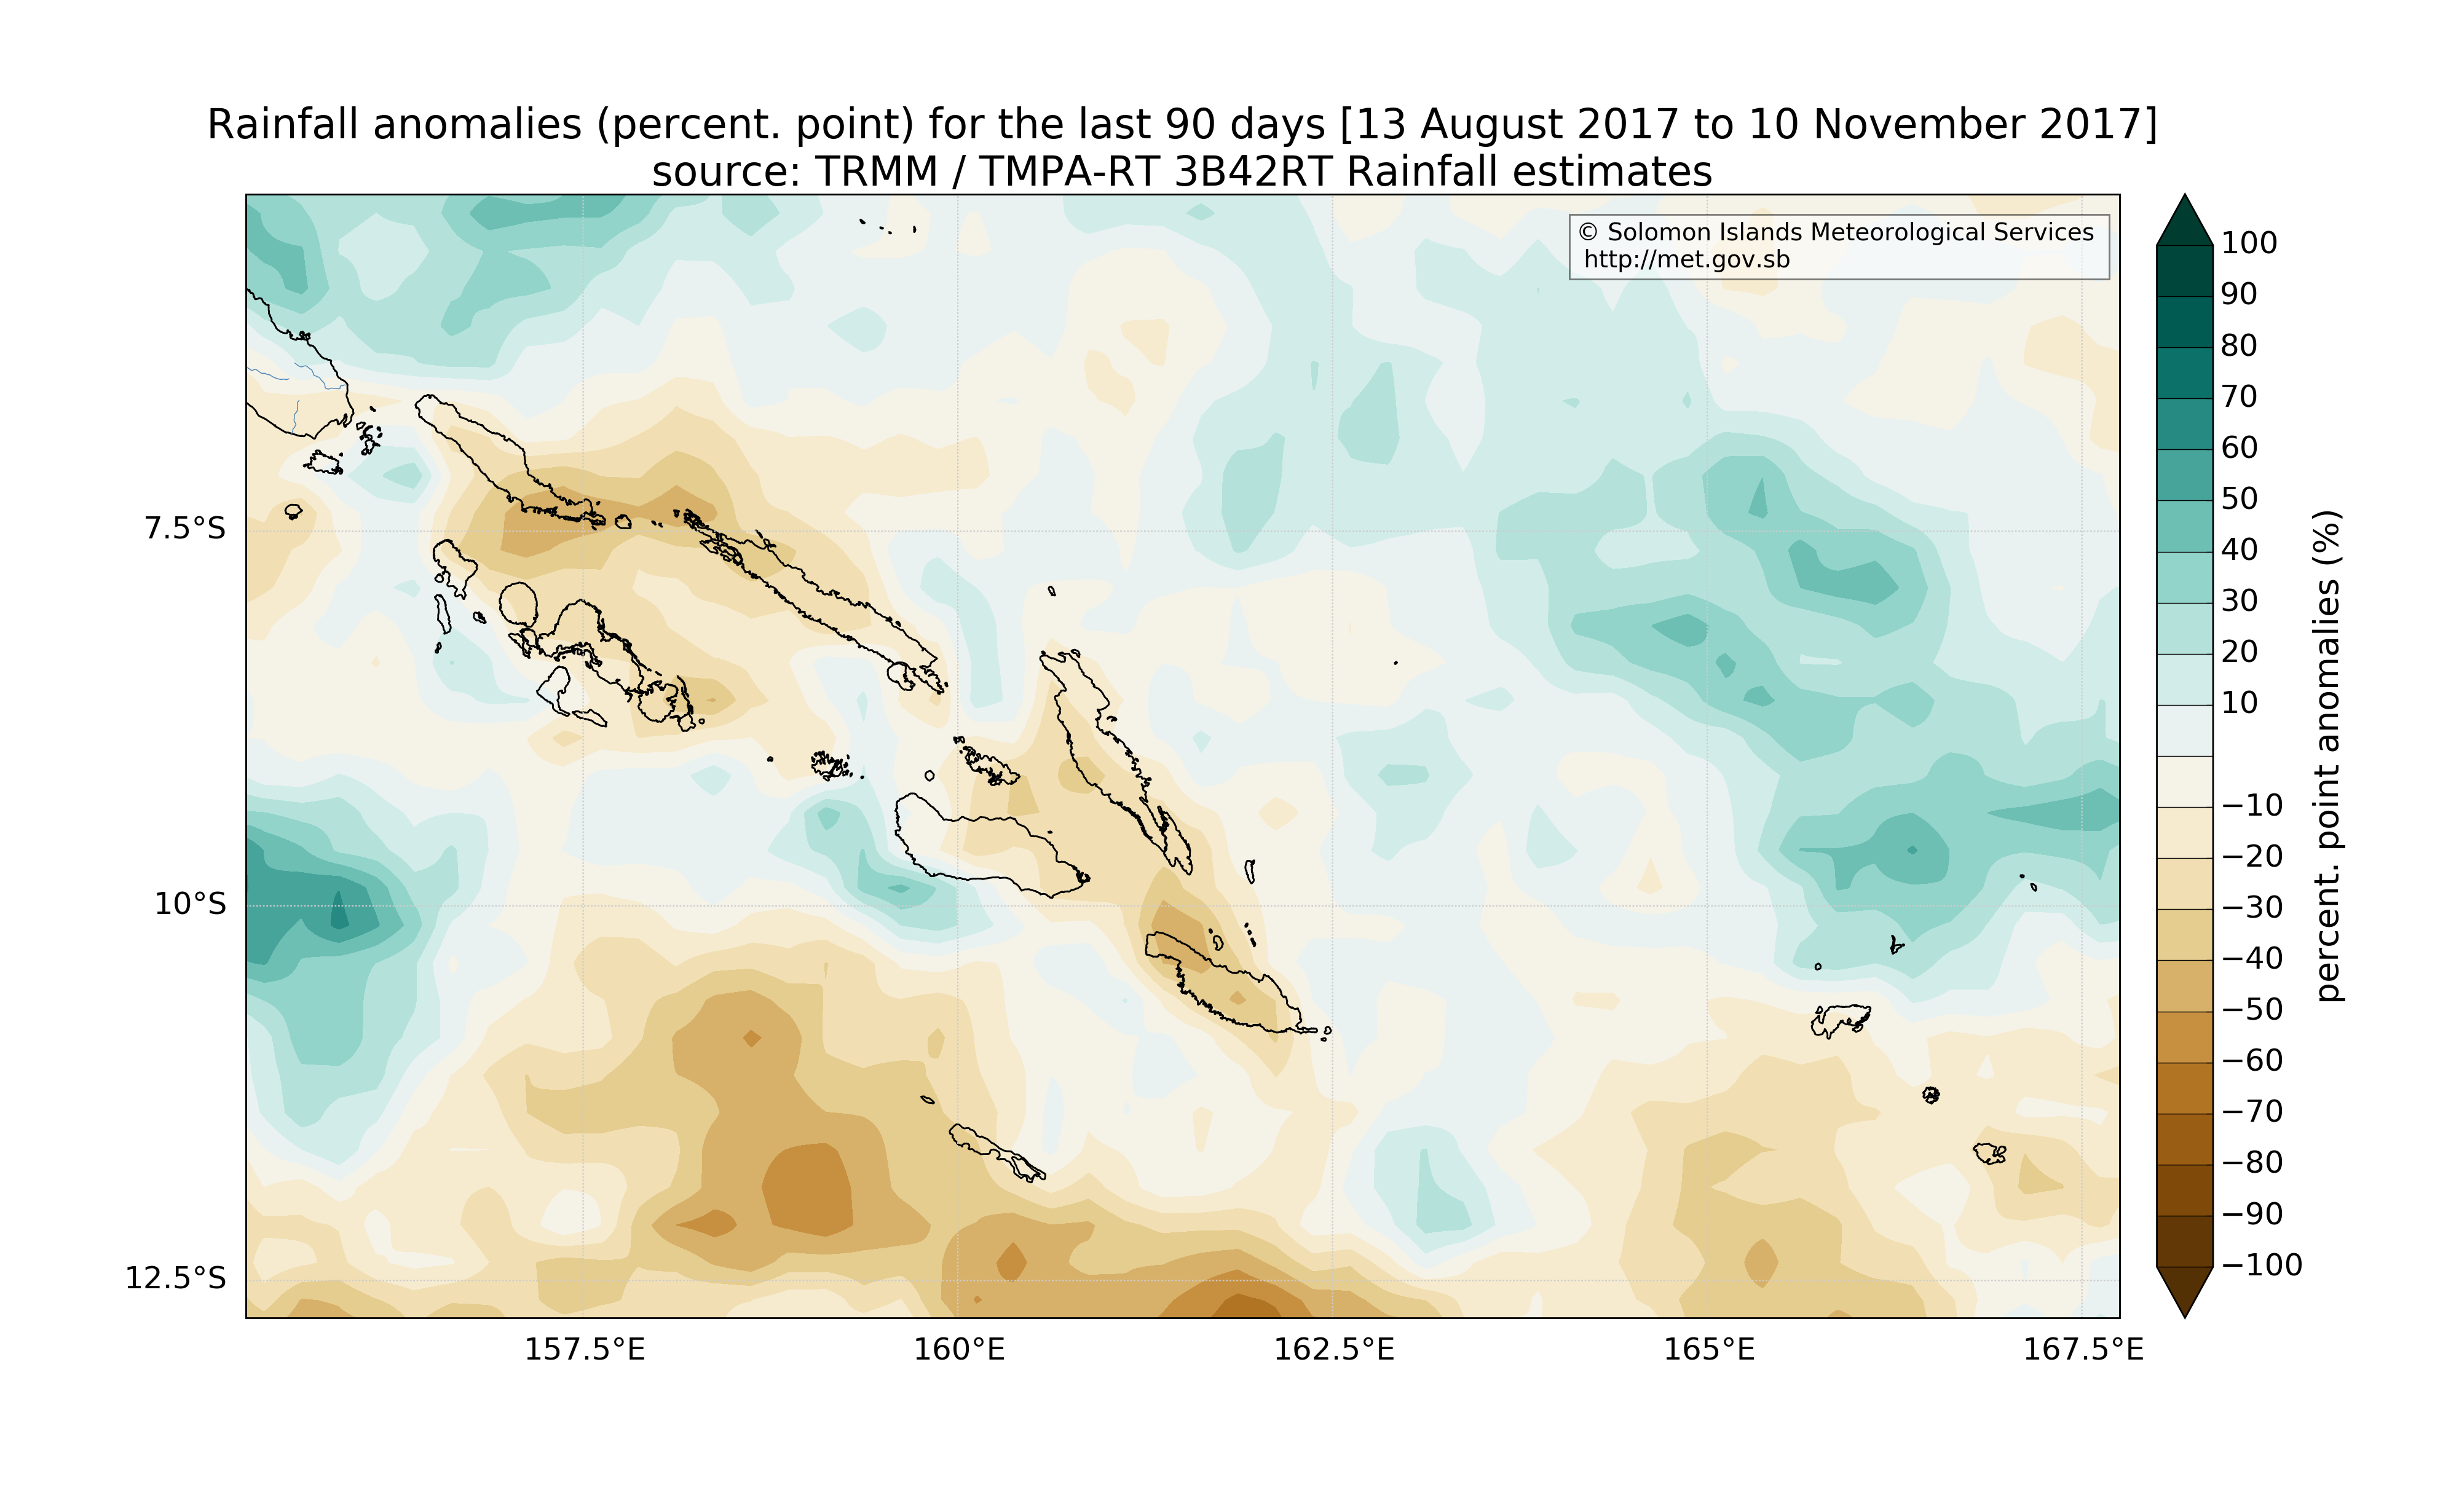 Rainfall anomalies (percent. point) for the last 90 days [13 August 2017 to 10 November 2017]
source: TRMM / TMPA-RT 3B42RT Rainfall estimates
© Solomon Islands Meteorological Services
http://met.gov.sb
7.5°S
10°S
12.5°S
157.5°E
160°E
162.5°E
165°E
167.5°E
100
90
80
70
60
50
40
30
20
10
−10
−20
−30
−40
−50
−60
−70
−80
−90
−100
percent. point anomalies (%)